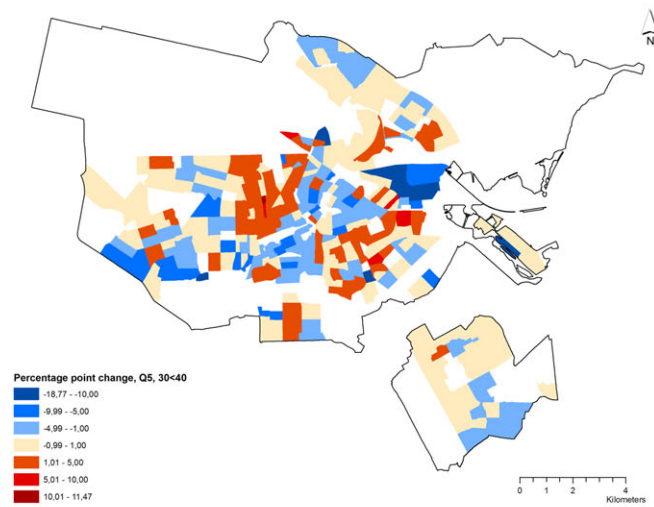 N
Percentage point change, Q5, 30<40
-18,77 - -10,00
-9,99 - -5,00
-4,99 - -1,00
-0,99 - 1,00
1,01 - 5,00
5,01 - 10,00
10,01 - 11,47
0 1 2 4
Kilometers